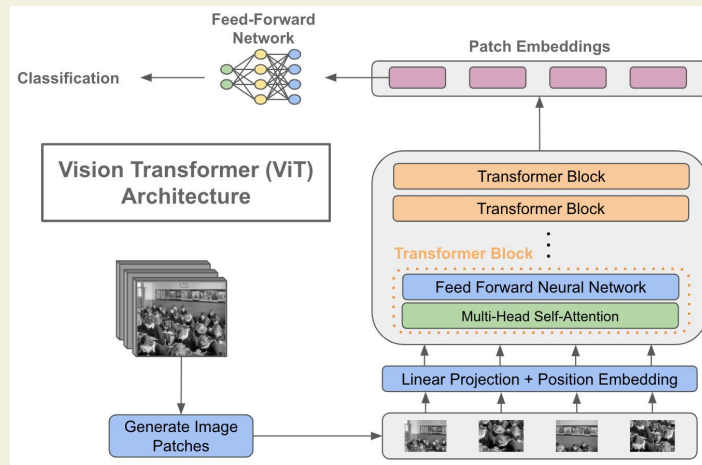 Feed-Forward
Network
Patch Embeddings
Classification
Vision Transformer (ViT)
Architecture
Transformer Block
Transformer Block
Transformer Block
Feed Forward Neural Network
Multi-Head Self-Attention
Linear Projection + Position Embedding
Generate Image
Patches